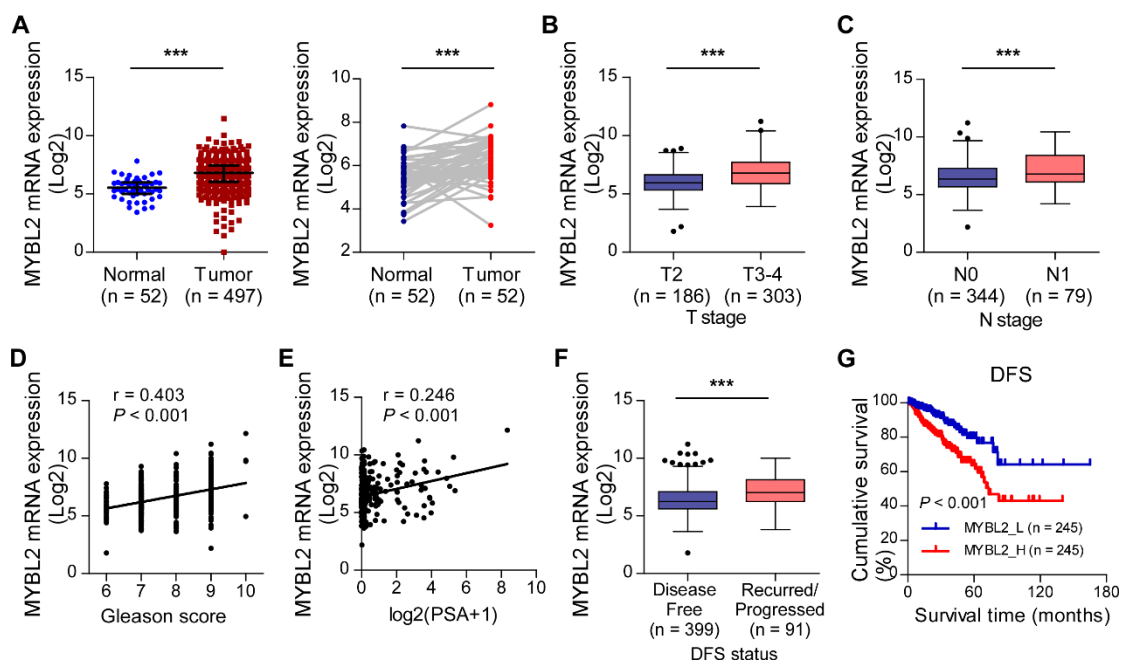 A
MYBL2 mRNA expression
(Log2)
15
10
5
0
***
Normal
(n = 52)
Tumor
(n = 497)
MYBL2 mRNA expression
(Log2)
10
8
6
4
2
***
Normal
(n = 52)
Tumor
(n = 52)
B
MYBL2 mRNA expression
(Log2)
15
10
5
0
***
T2
(n = 186)
T3-4
(n = 303)
T stage
C
MYBL2 mRNA expression
(Log2)
15
10
5
0
***
N0
(n = 344)
N1
(n = 79)
N stage
D
MYBL2 mRNA expression
(Log2)
15
10
5
0
r = 0.403
P < 0.001
6 7 8 9 10
Gleason score
E
MYBL2 mRNA expression
(Log2)
15
10
5
0
r = 0.246
P < 0.001
0 2 4 6 8 10
log2(PSA+1)
F
MYBL2 mRNA expression
(Log2)
15
10
5
0
***
Disease
Free
(n = 399)
Recurred/
Progressed
(n = 91)
DFS status
G
DFS
Cumulative survival
(%)
100
80
60
40
80
0
P < 0.001
MYBL2_L (n = 245)
MYBL2_H (n = 245)
0 60 120 180
Survival time (months)